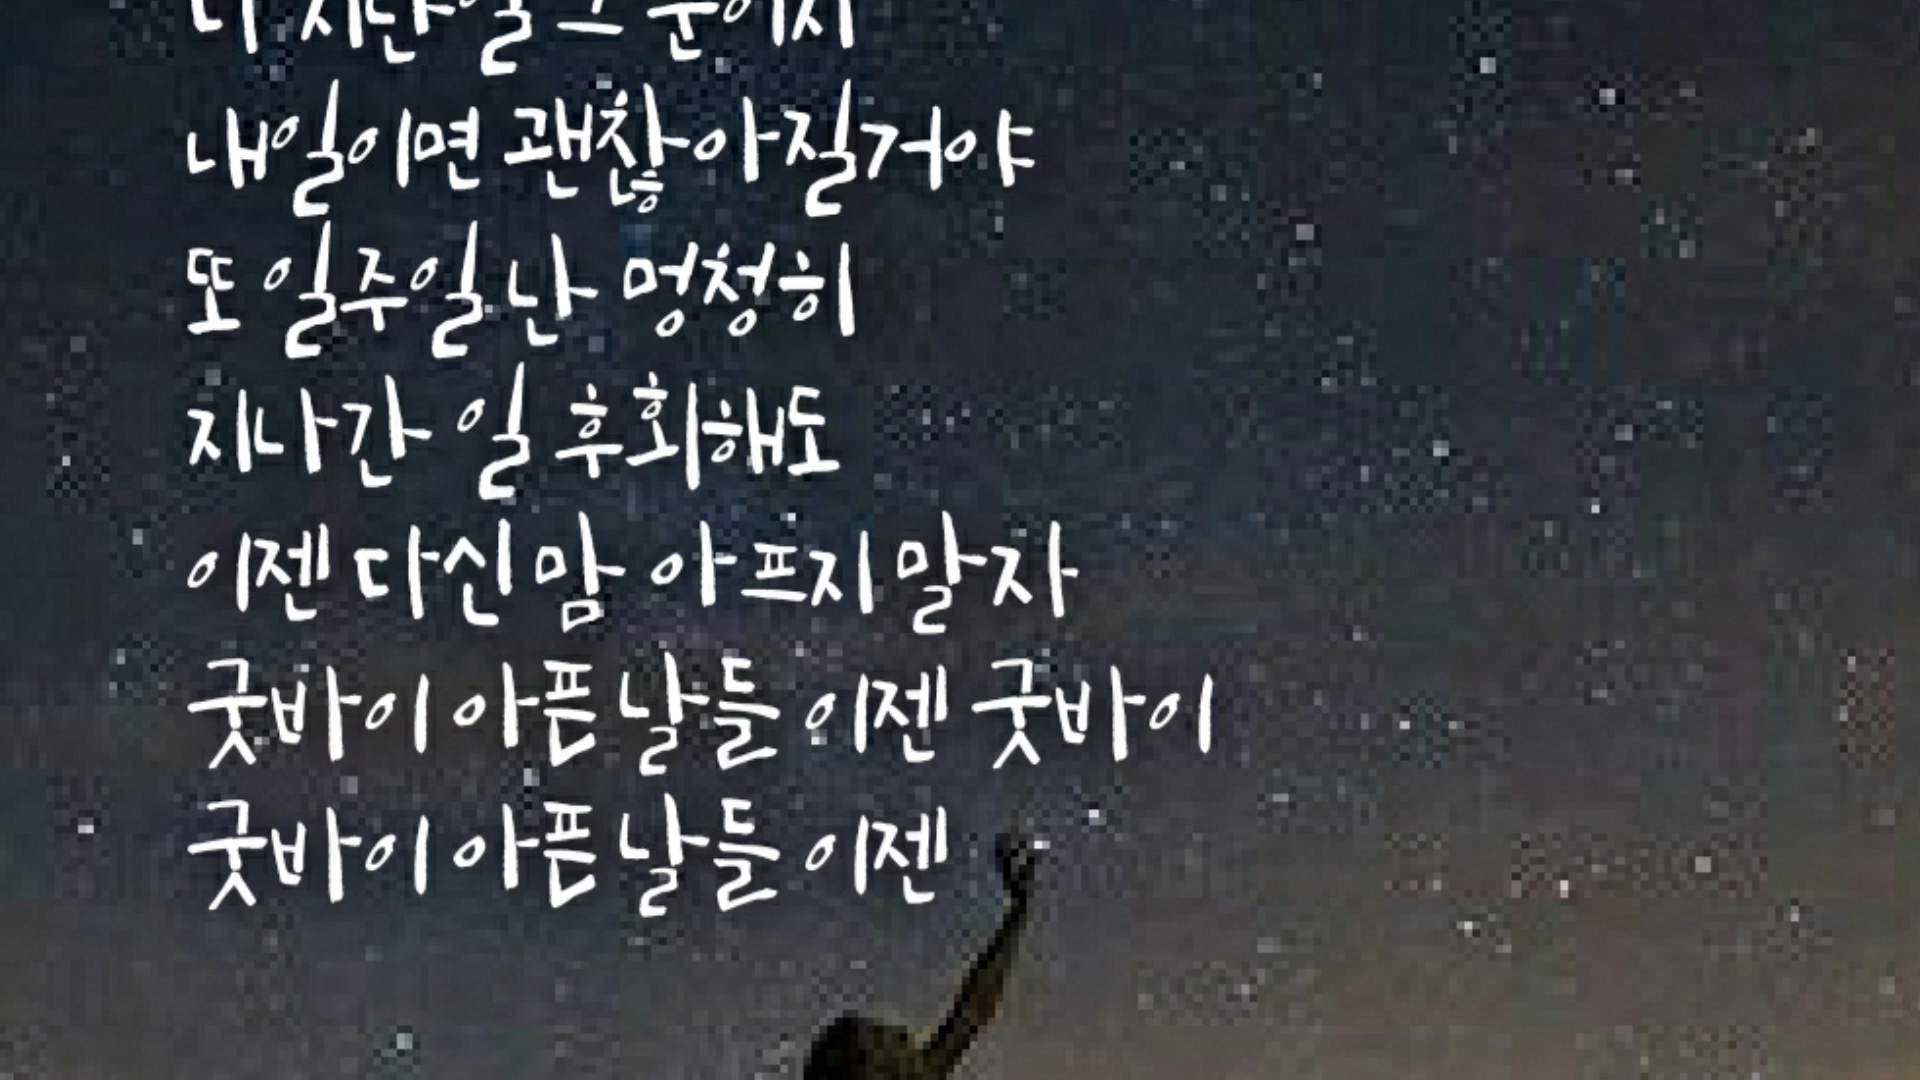 내일이면 괜찮아질거야
또 일주일 난 멍청히
지나간 일 후회해도
이젠 다신 맘 아프지 말자
굿바이 아픈 날들 이젠 굿바이
굿바이 아픈 날들 이젠